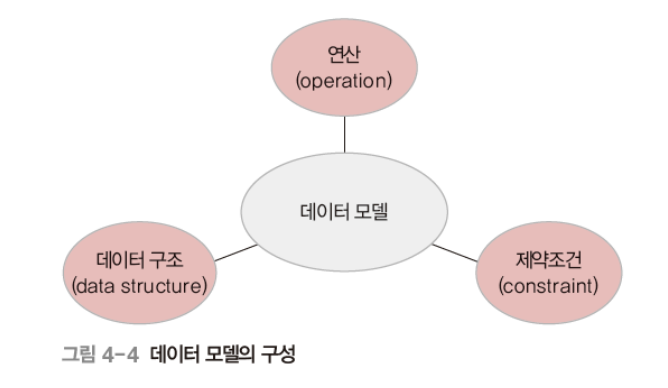 연산
(operation)
데이터 모델
데이터 구조
(data structure)
제약조건
(constraint)
그림 4-4 데이터 모델의 구성